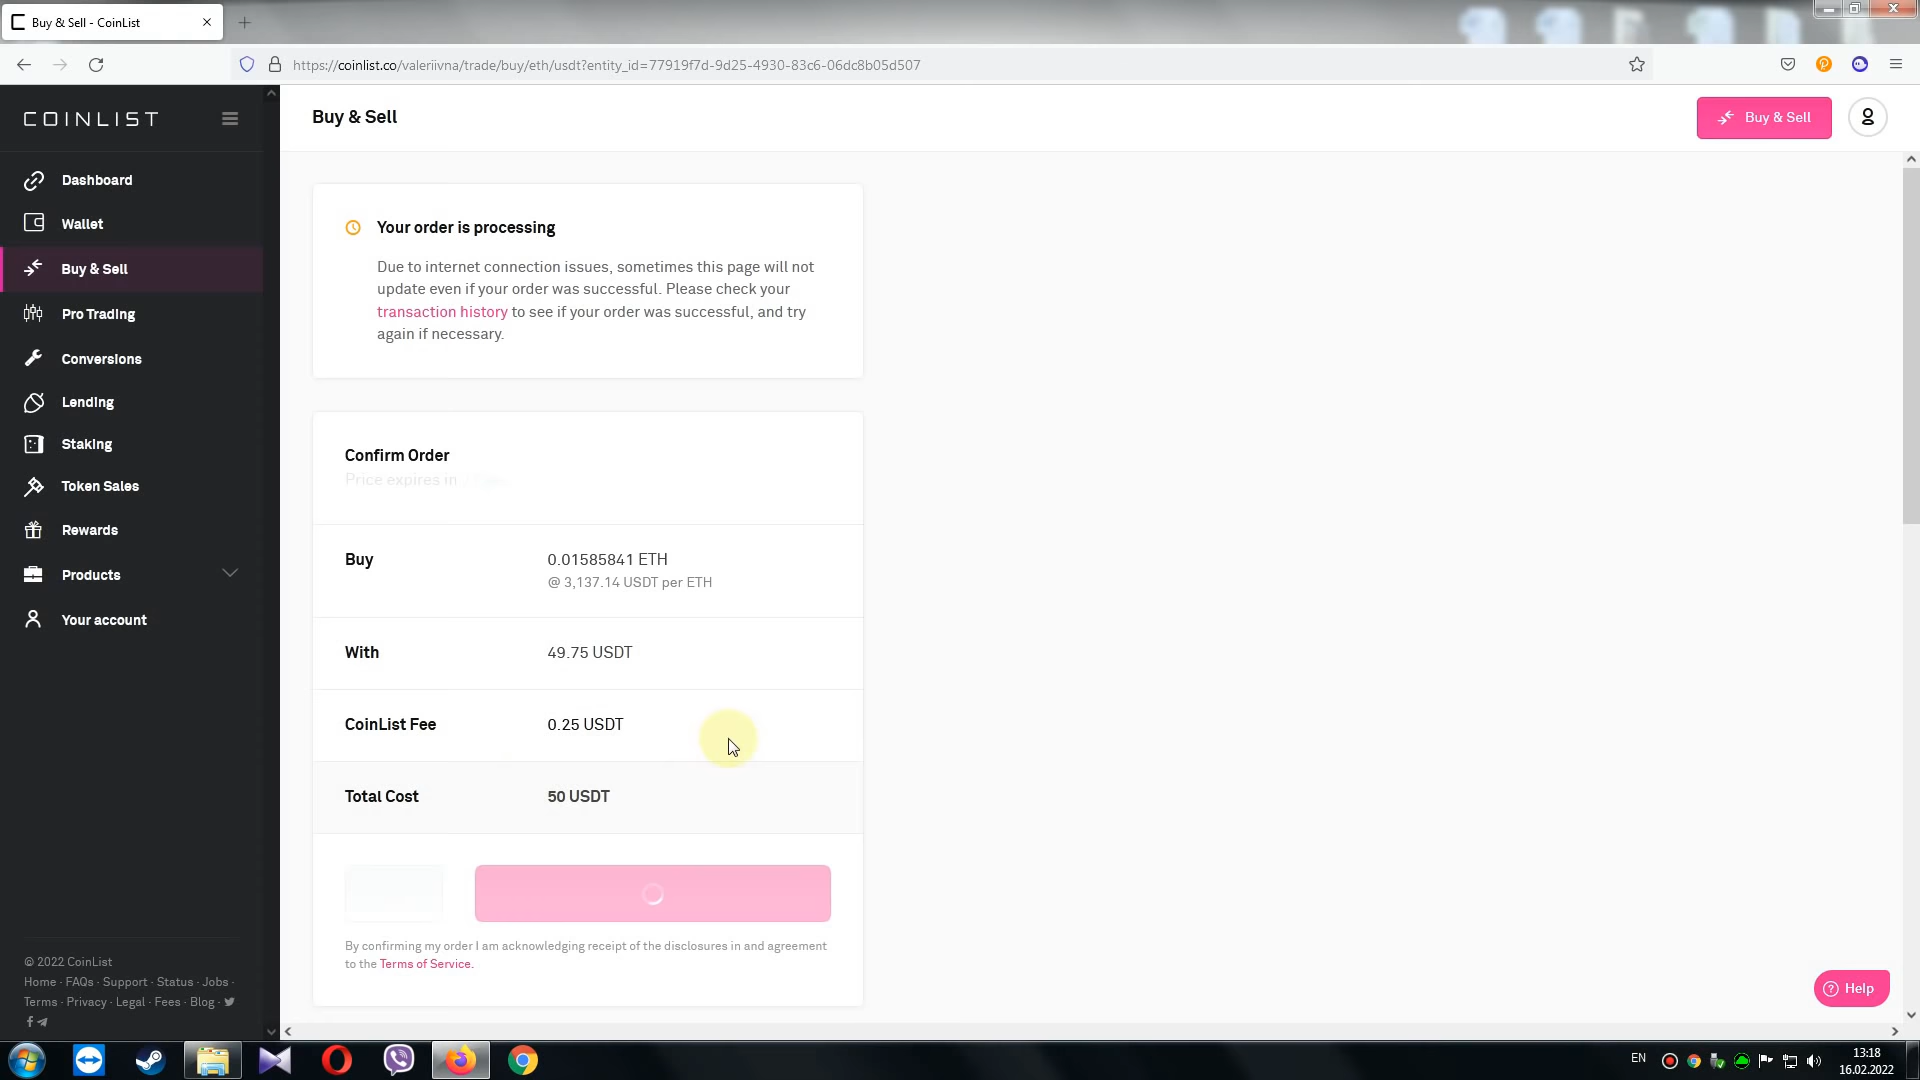 Buy & Sell - CoinList
https://coinlist.co/valeriivna/trade/buy/eth/usdt?entity_id=77919f7d-9d25-4930-83c6-06dc8b05d507
COINLIST
Buy & Sell
Buy & Sell
Dashboard
Wallet
Buy & Sell
Pro Trading
Conversions
Lending
Staking
Token Sales
Rewards
Products
Your account
Your order is processing
Due to internet connection issues, sometimes this page will not
update even if your order was successful. Please check your
transaction history to see if your order was successful, and try
again if necessary.
Confirm Order
Price expires in
Buy
0.01585841 ETH
@ 3,137.14 USDT per ETH
With
49.75 USDT
CoinList Fee
0.25 USDT
Total Cost
50 USDT
By confirming my order I am acknowledging receipt of the disclosures in and agreement
to the Terms of Service.
© 2022 CoinList
Home · FAQs · Support · Status · Jobs ·
Terms · Privacy · Legal · Fees · Blog ·
Help
EN
13:18
16.02.2022